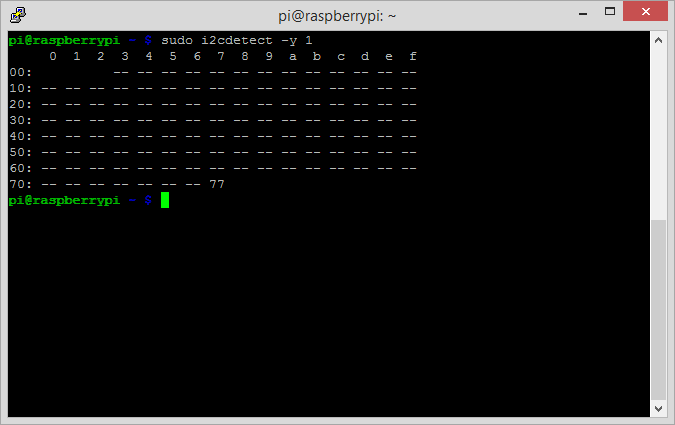 pi@raspberrypi: ~
pi@raspberrypi ~ $ sudo i2cdetect -y 1
     0  1  2  3  4  5  6  7  8  9  a  b  c  d  e  f
00:          -- -- -- -- -- -- -- -- -- -- -- -- --
10: -- -- -- -- -- -- -- -- -- -- -- -- -- -- -- --
20: -- -- -- -- -- -- -- -- -- -- -- -- -- -- -- --
30: -- -- -- -- -- -- -- -- -- -- -- -- -- -- -- --
40: -- -- -- -- -- -- -- -- -- -- -- -- -- -- -- --
50: -- -- -- -- -- -- -- -- -- -- -- -- -- -- -- --
60: -- -- -- -- -- -- -- -- -- -- -- -- -- -- -- --
70: -- -- -- -- -- -- -- 77
pi@raspberrypi ~ $